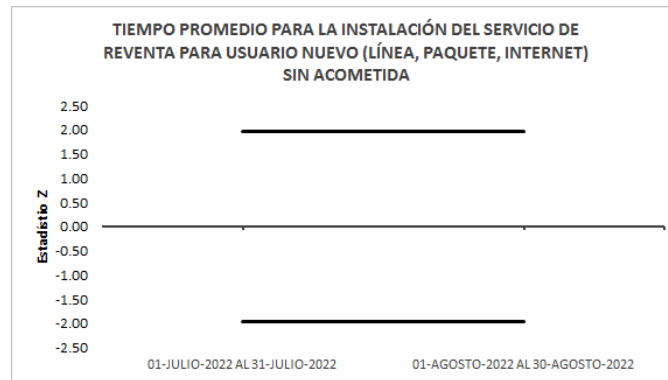 TIEMPO PROMEDIO PARA LA INSTALACIÓN DEL SERVICIO DE
REVENTA PARA USUARIO NUEVO (LÍNEA, PAQUETE, INTERNET)
SIN ACOMETIDA
2.50
2.00
1.50
1.00
0.50
0.00
-0.50
-1.00
-1.50
-2.00
-2.50
Estadístio Z
01-JULIO-2022 AL 31-JULIO-2022
01-AGOSTO-2022 AL 30-AGOSTO-2022